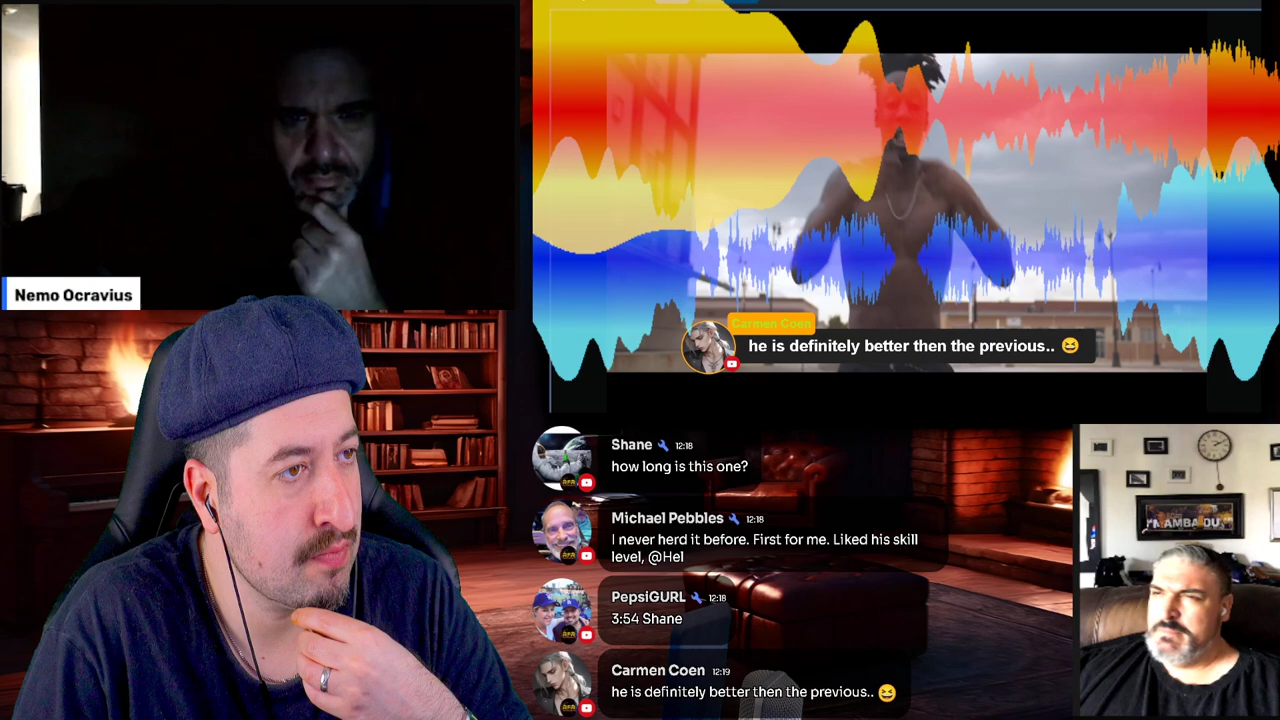 Nemo Ocravius
Carmen Coen
he is definitely better then the previous.. 😆
Shane 12:18
how long is this one?
Michael Pebbles 12:18
I never herd it before. First for me. Liked his skill
level, @Hel
PepsiGURL 12:18
3:54 Shane
Carmen Coen 12:19
he is definitely better then the previous.. 😆